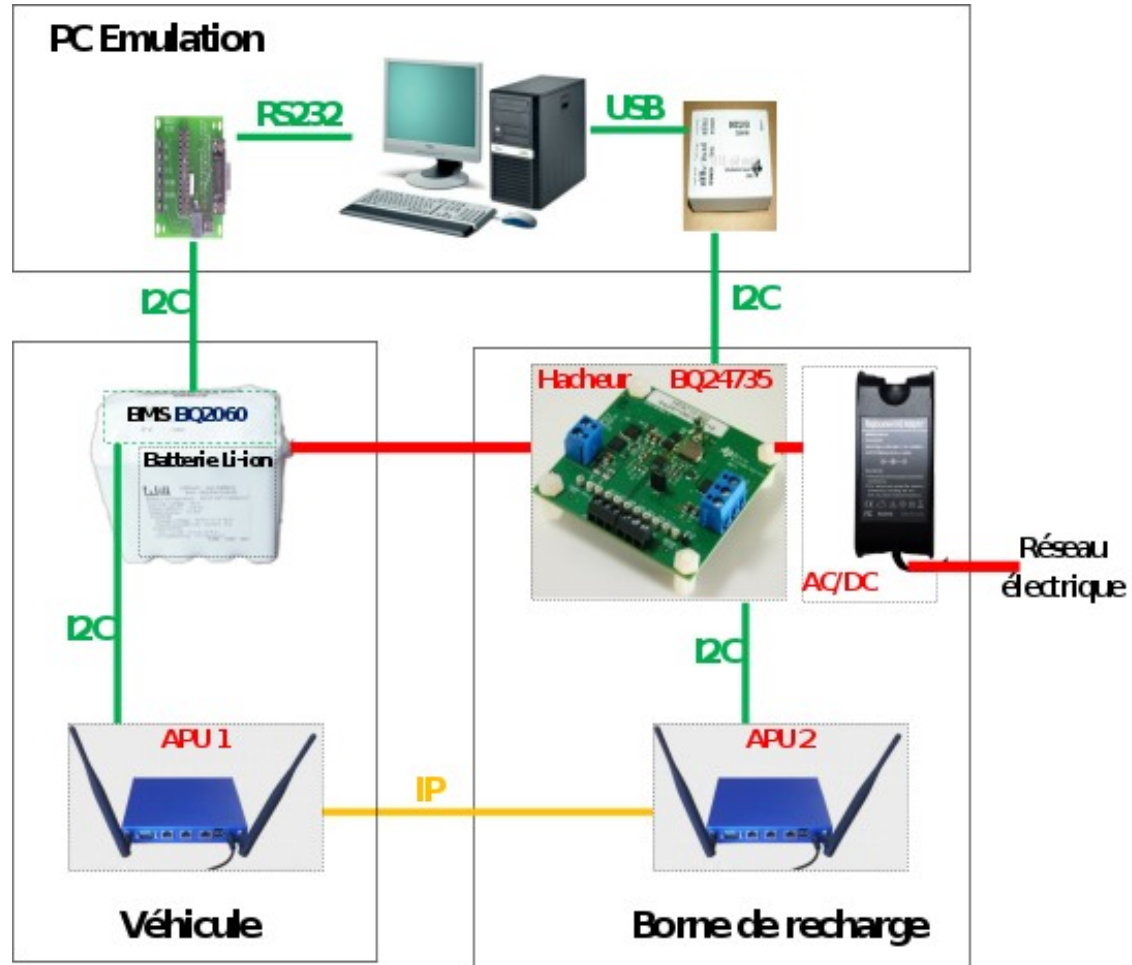 PC Emulation
RS232
USB
I2C
I2C
Hacheur BQ24735
BMS BQ2060
Batterie Li-ion
Réseau
électrique
AC/DC
I2C
I2C
APU 1
APU 2
IP
Véhicule
Borne de recharge